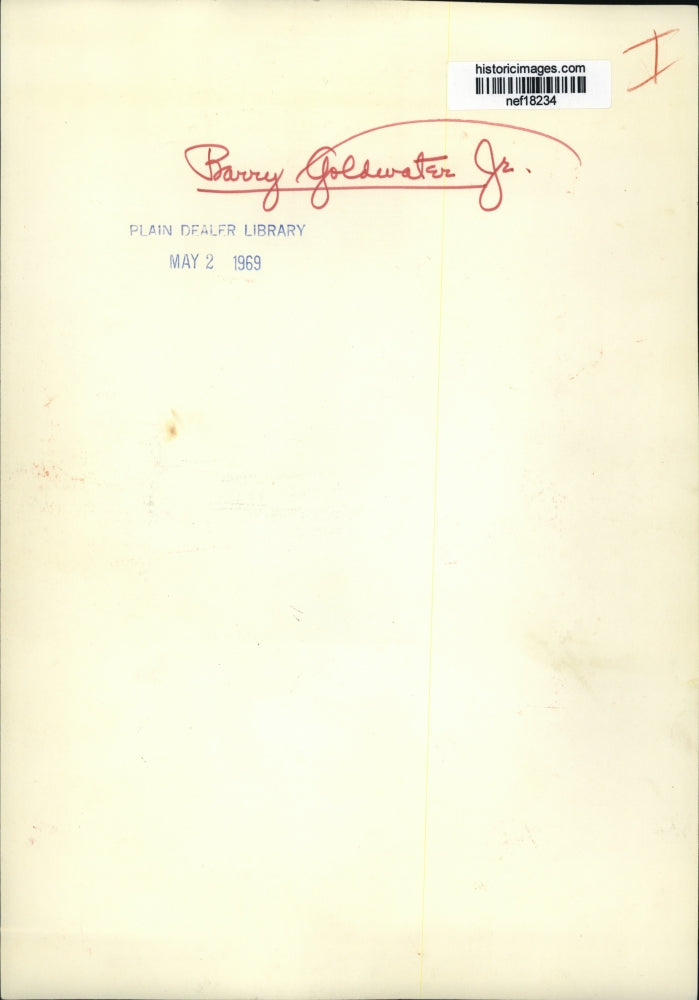 historicimages.com
nef18234
I
Barry Goldwater Jr.
PLAIN DEALER LIBRARY
MAY 2 1969